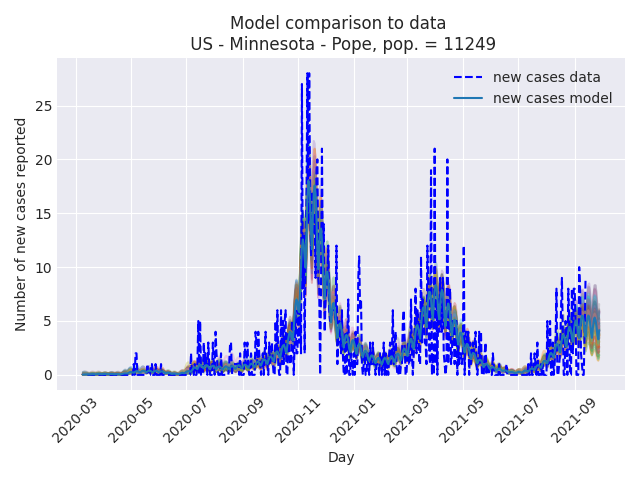 Model comparison to data
US - Minnesota - Pope, pop. = 11249
new cases data
new cases model
Number of new cases reported
25
20
15
10
5
0
2020-03
2020-05
2020-07
2020-09
2020-11
2021-01
2021-03
2021-05
2021-07
2021-09
Day